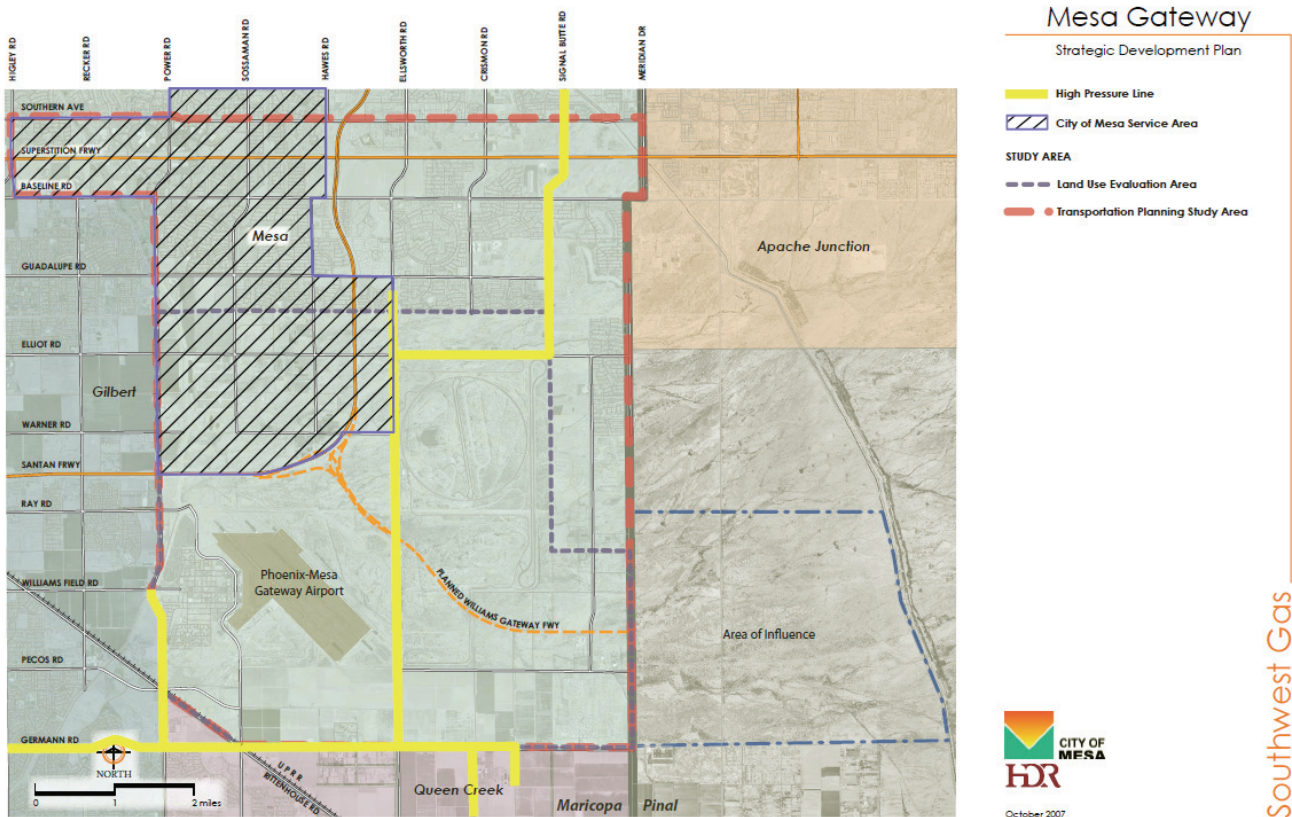 Mesa Gateway
Strategic Development Plan
High Pressure Line
City of Mesa Service Area
STUDY AREA
Land Use Evaluation Area
Transportation Planning Study Area
HIGLEY RD
RECKER RD
POWER RD
SOSSAMAN RD
HAWES RD
ELLSWORTH RD
CRISMON RD
SIGNAL BUTTE RD
MERIDIAN DR
SOUTHERN AVE
SUPERSTITION FRWY
BASELINE RD
Mesa
Apache Junction
GUADALUPE RD
ELLIOT RD
Gilbert
WARNER RD
SANTAN FRWY
RAY RD
Phoenix-Mesa
Gateway Airport
WILLIAMS FIELD RD
PLANNED WILLIAMS GATEWAY FWY
Area of Influence
PECOS RD
GERMANN RD
NORTH
0 1 2 miles
UPRR
RITTENHOUSE RD
Queen Creek
Maricopa Pinal
CITY OF
MESA
HDR
October 2007
Southwest Gas